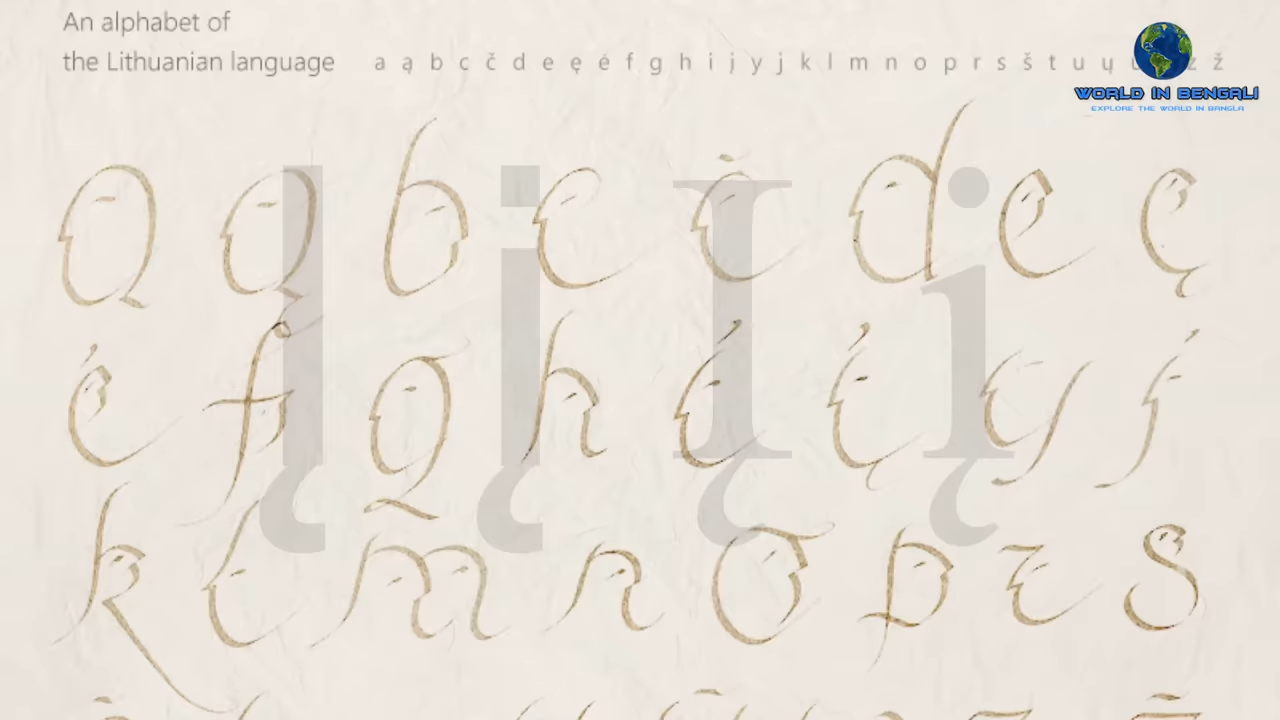 An alphabet of
the Lithuanian language
a ą b c č d e ę ė f g h i į y j k l m n o p r s š t u ų ū z ž
WORLD IN BENGALI
EXPLORE THE WORLD IN BANGLA
Į į Į į
a ą b c č d e ę
ė f g h i į y j
k l m n o p r s